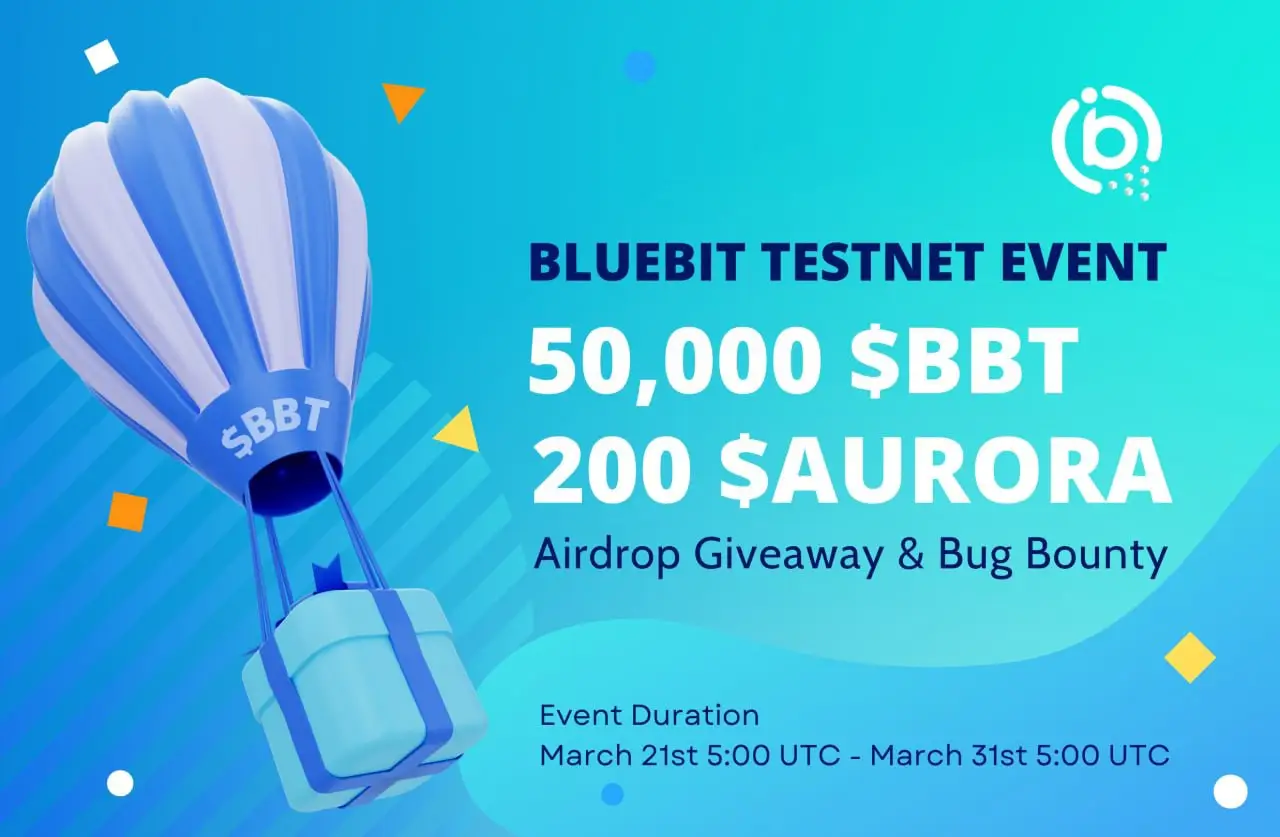 $BBT
b
BLUEBIT TESTNET EVENT
50,000 $BBT
200 $AURORA
Airdrop Giveaway & Bug Bounty
Event Duration
March 21st 5:00 UTC - March 31st 5:00 UTC